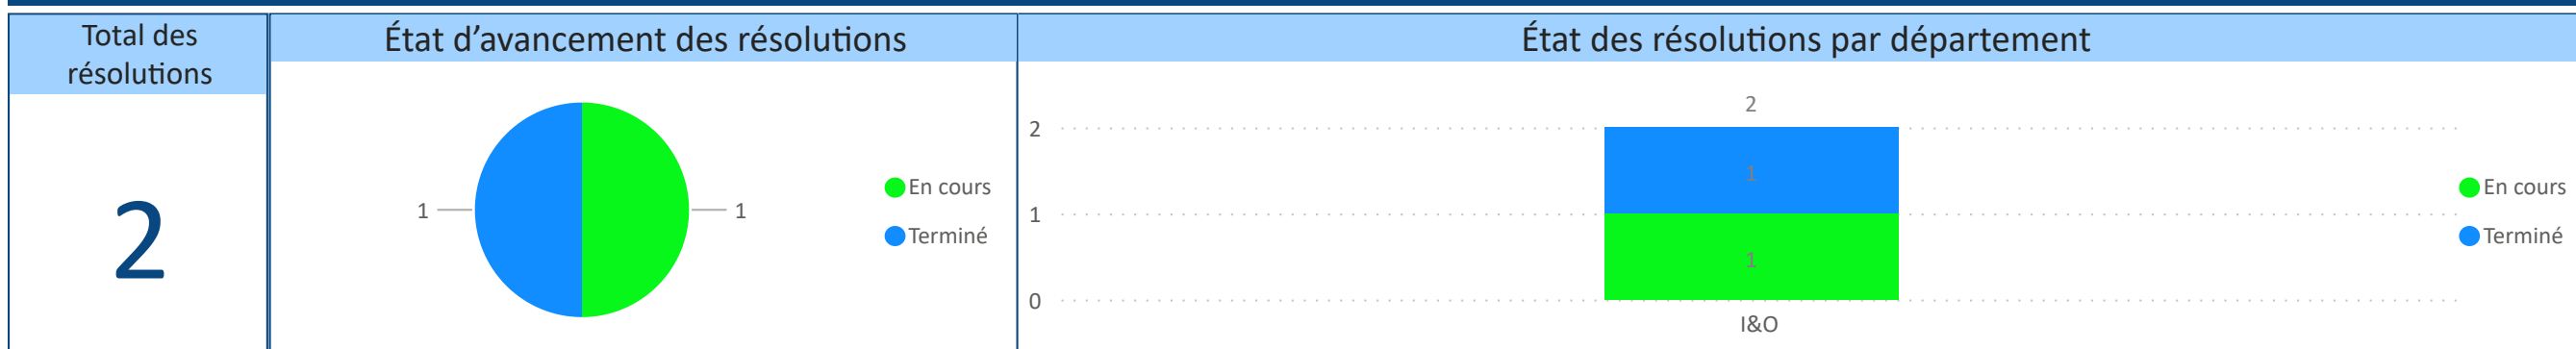 Total des
résolutions
2
État d'avancement des résolutions
1
1
En cours
Terminé
État des résolutions par département
2
2
1
1
1
0
I&O
En cours
Terminé